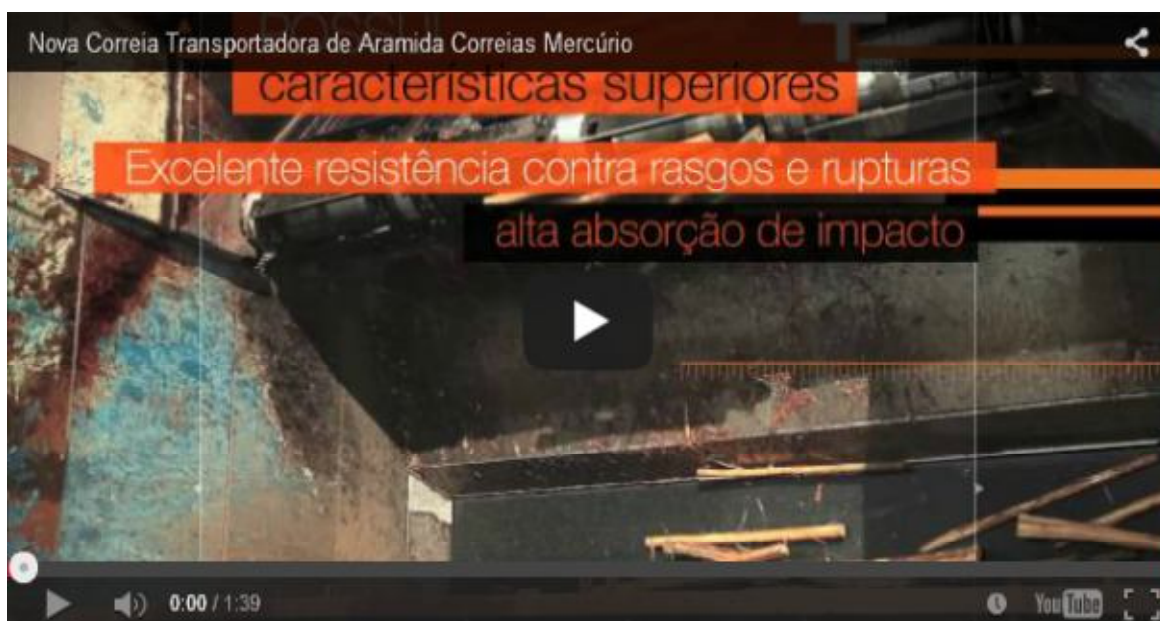 Nova Correia Transportadora de Aramida Correias Mercúrio
POSSUI
características superiores
Excelente resistência contra rasgos e rupturas
alta absorção de impacto
0:00 / 1:39
YouTube